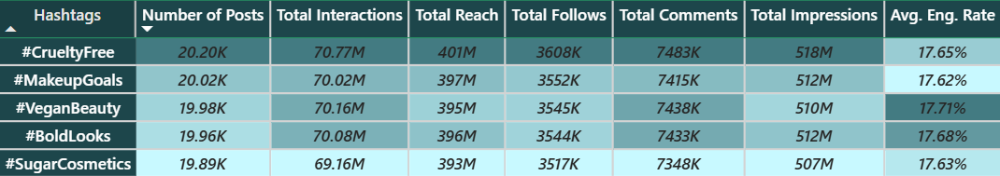 Hashtags Number of Posts Total Interactions Total Reach Total Follows Total Comments Total Impressions Avg. Eng. Rate
#CrueltyFree 20.20K 70.77M 401M 3608K 7483K 518M 17.65%
#MakeupGoals 20.02K 70.02M 397M 3552K 7415K 512M 17.62%
#VeganBeauty 19.98K 70.16M 395M 3545K 7438K 510M 17.71%
#BoldLooks 19.96K 70.08M 396M 3544K 7433K 512M 17.68%
#SugarCosmetics 19.89K 69.16M 393M 3517K 7348K 507M 17.63%